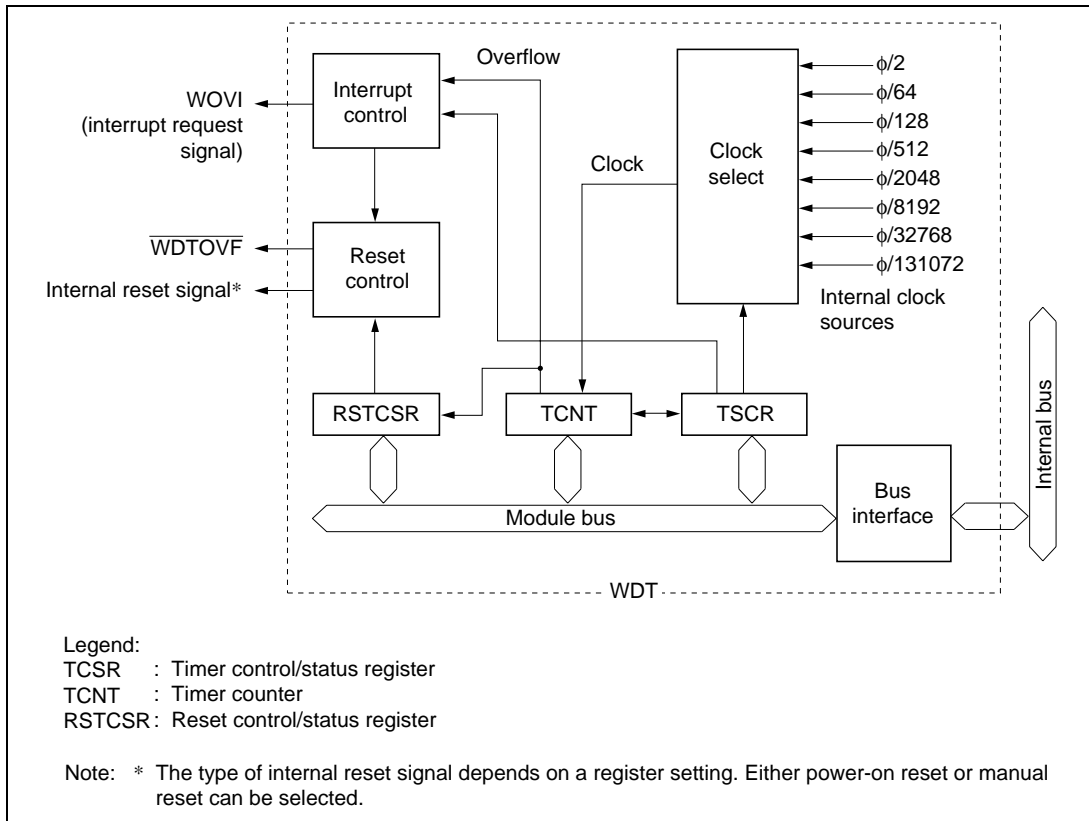 Overflow
Interrupt
control
WOVI
(interrupt request
signal)
Clock
Clock
select
ϕ/2
ϕ/64
ϕ/128
ϕ/512
ϕ/2048
ϕ/8192
ϕ/32768
ϕ/131072
Internal clock
sources
WDTOVF
Internal reset signal*
Reset
control
RSTCSR
TCNT
TSCR
Module bus
Bus
interface
Internal bus
WDT
Legend:
TCSR : Timer control/status register
TCNT : Timer counter
RSTCSR : Reset control/status register
Note: * The type of internal reset signal depends on a register setting. Either power-on reset or manual
reset can be selected.